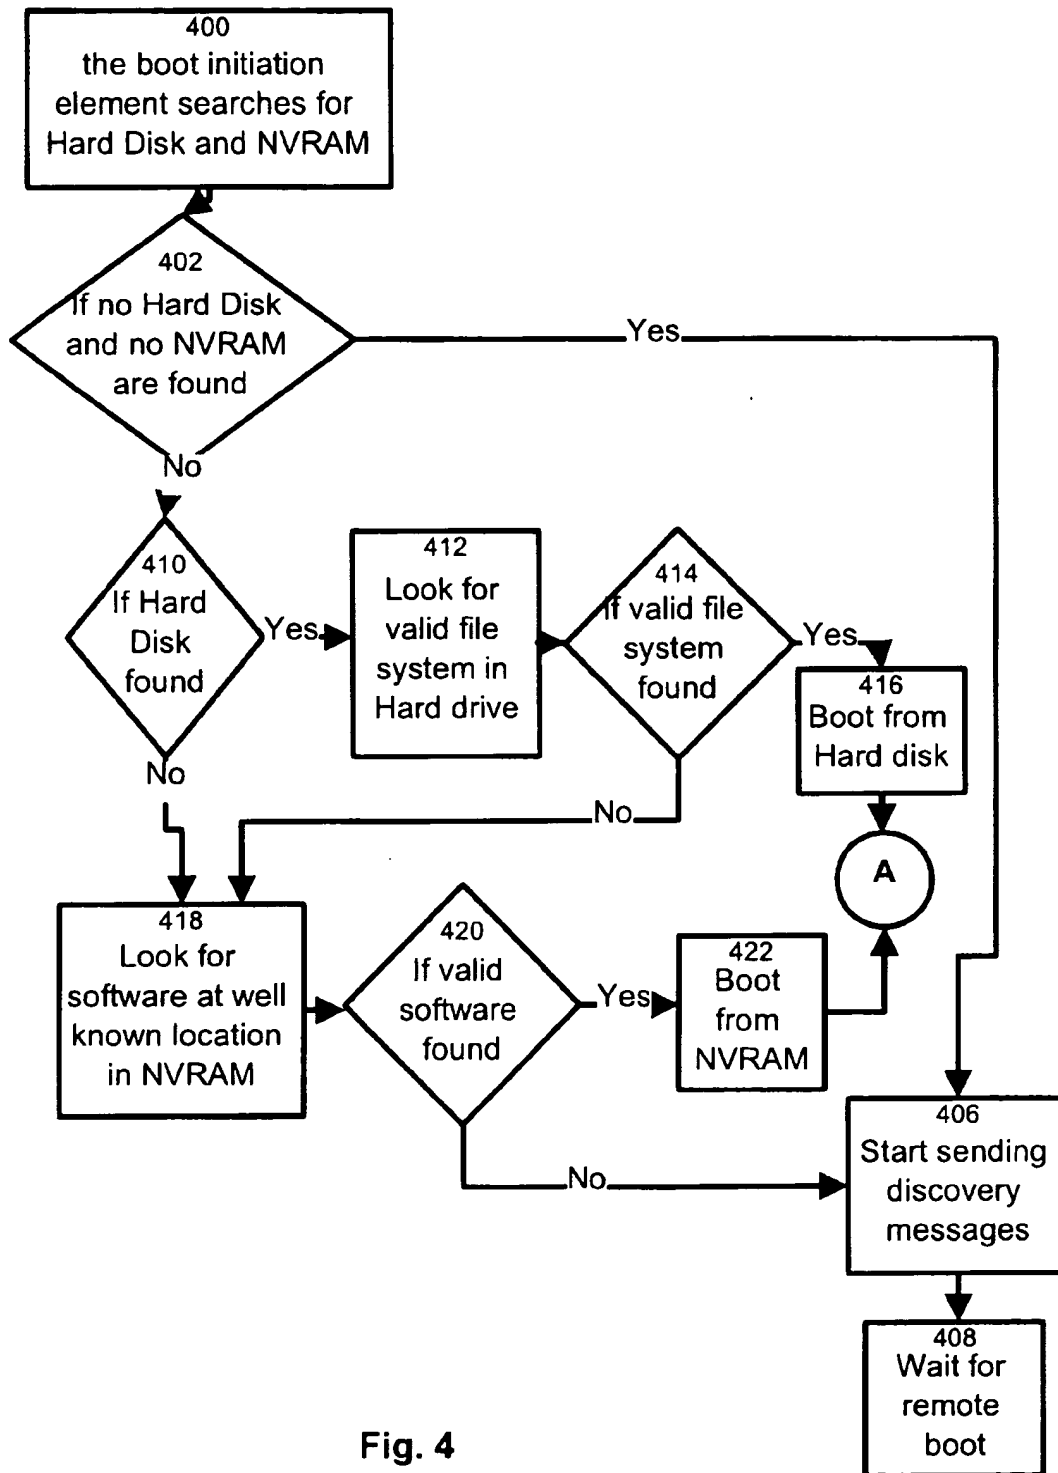 400
the boot initiation
element searches for
Hard Disk and NVRAM
402
If no Hard Disk
and no NVRAM
are found
Yes
No
410
If Hard
Disk
found
Yes
412
Look for
valid file
system in
Hard drive
414
If valid file
system
found
Yes
416
Boot from
Hard disk
No
No
A
418
Look for
software at well
known location
in NVRAM
420
If valid
software
found
Yes
422
Boot
from
NVRAM
No
406
Start sending
discovery
messages
408
Wait for
remote
boot
Fig. 4